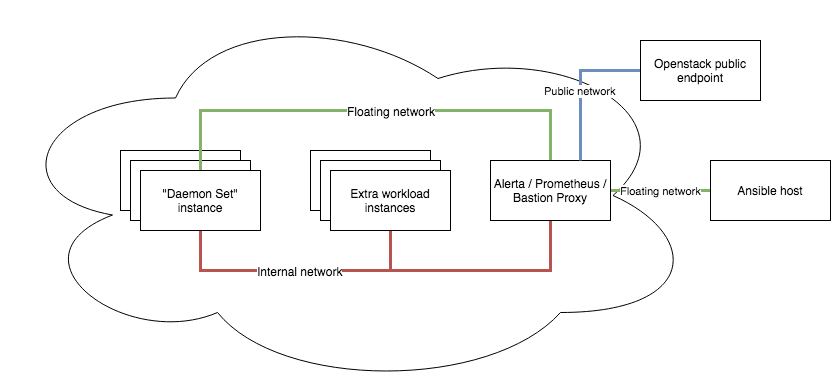 Openstack public
endpoint
Public network
Floating network
"Daemon Set"
instance
Extra workload
instances
Alerta / Prometheus /
Bastion Proxy
Floating network
Ansible host
Internal network